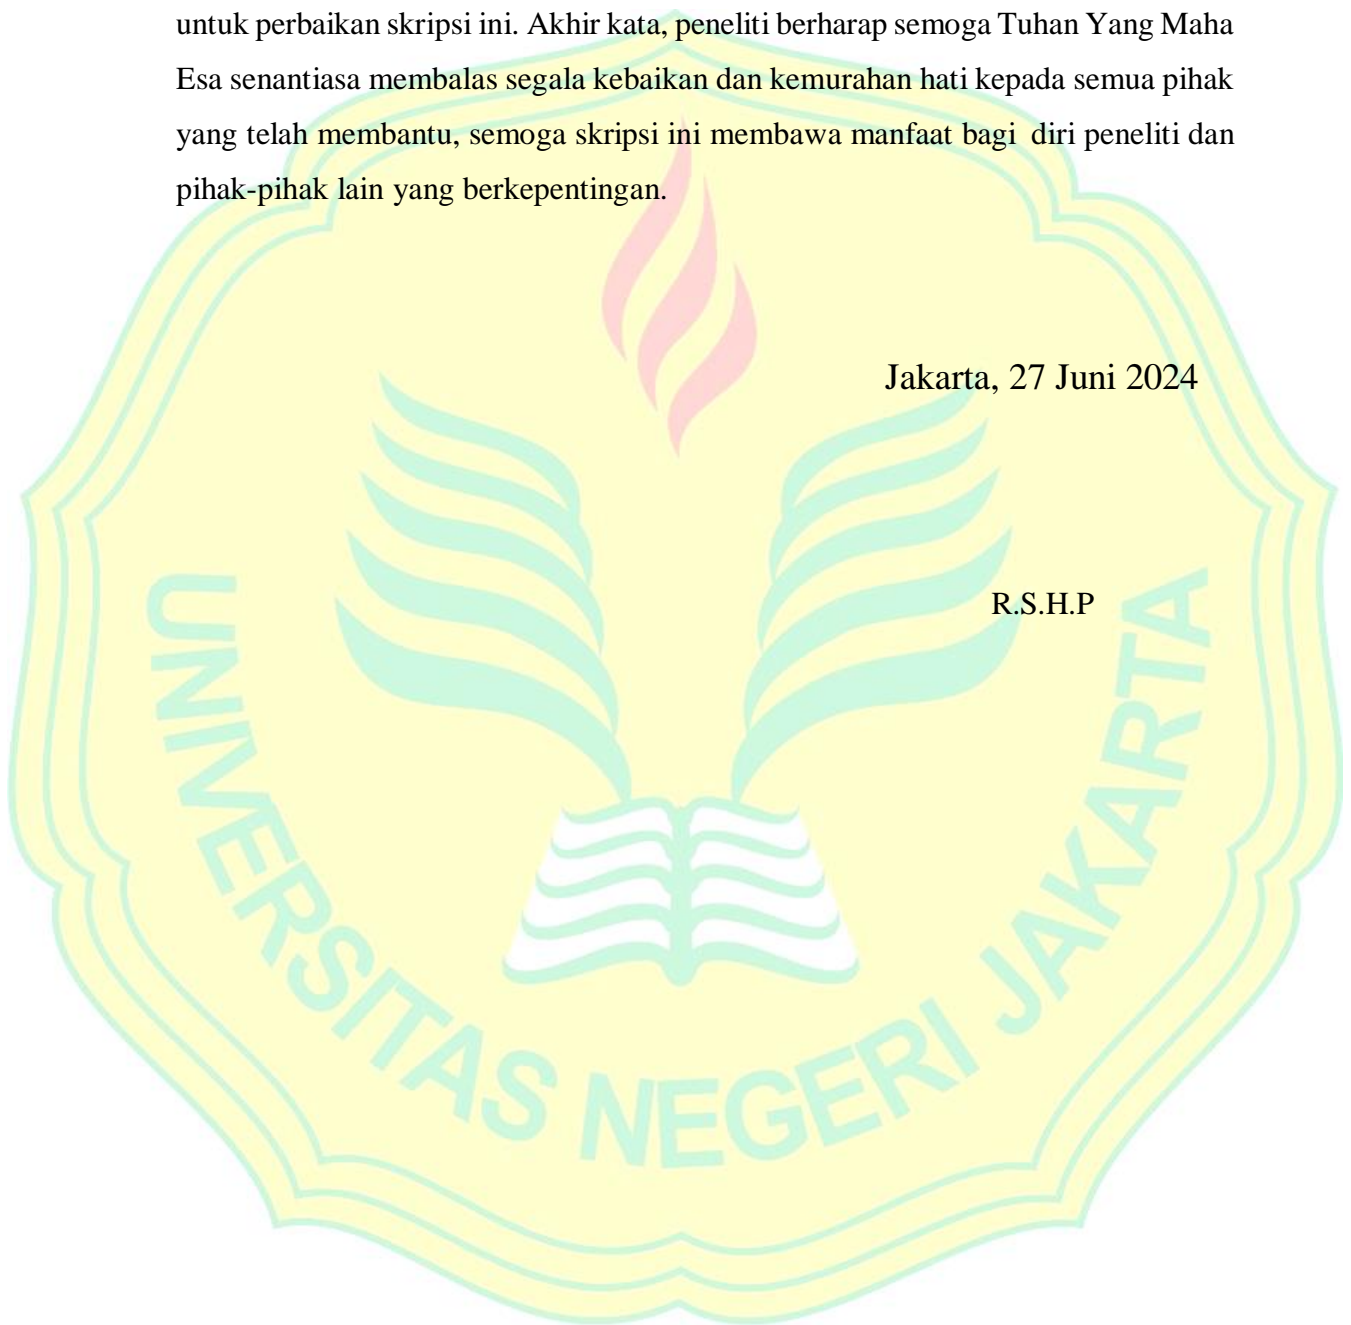 untuk perbaikan skripsi ini. Akhir kata, peneliti berharap semoga Tuhan Yang Maha
Esa senantiasa membalas segala kebaikan dan kemurahan hati kepada semua pihak
yang telah membantu, semoga skripsi ini membawa manfaat bagi diri peneliti dan
pihak-pihak lain yang berkepentingan.
Jakarta, 27 Juni 2024
R.S.H.P
UNIVERSITAS NEGERI JAKARTA